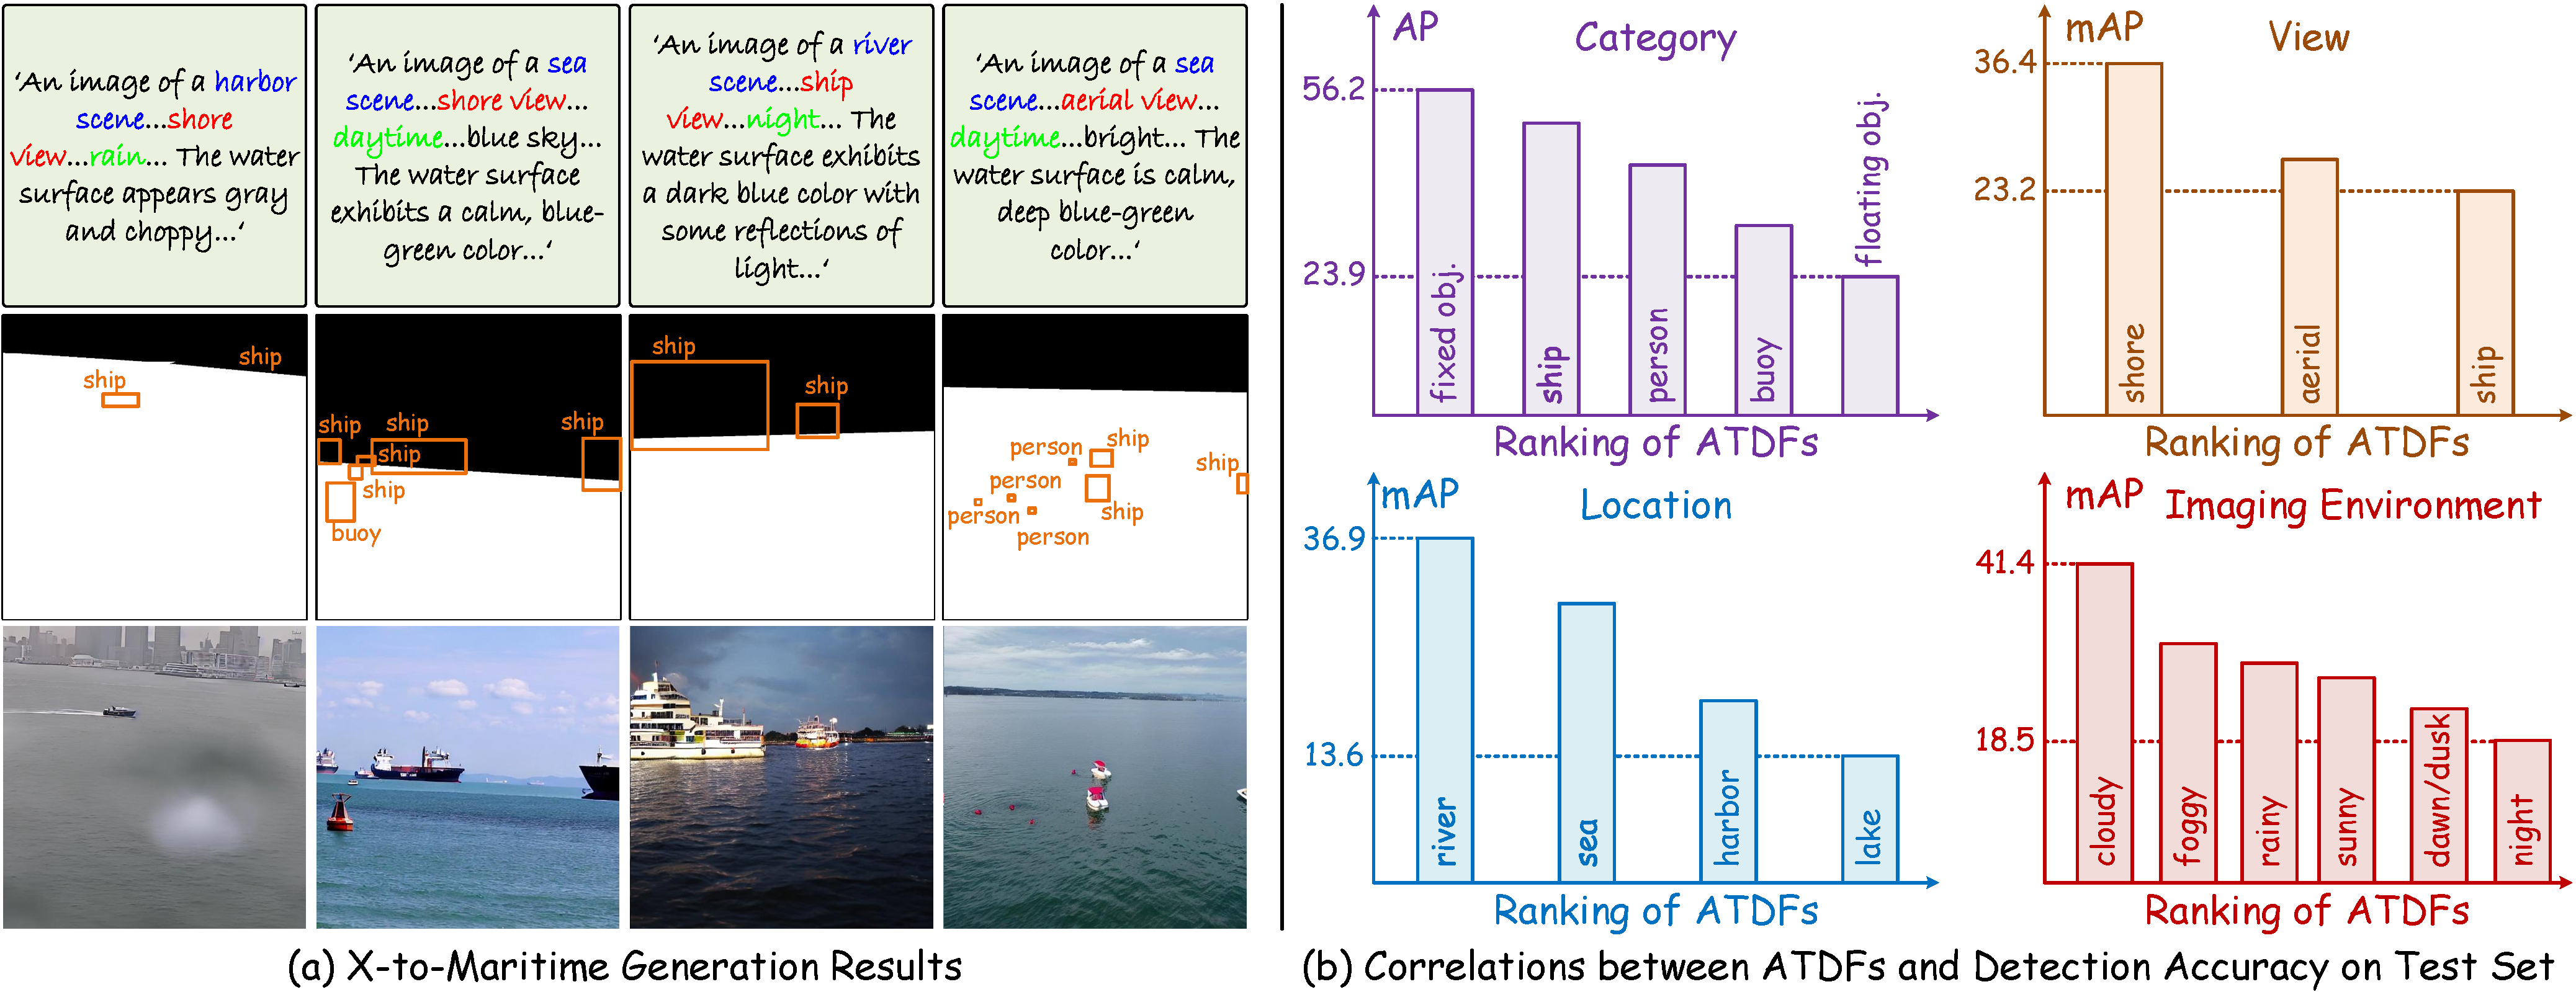 ‘An image of a harbor
scene...shore
view...rain... The water
surface appears gray
and choppy...‘
‘An image of a sea
scene...shore view...
daytime...blue sky...
The water surface
exhibits a calm, blue-
green color...‘
‘An image of a river
scene...ship
view...night... The
water surface exhibits
a dark blue color with
some reflections of
light...‘
‘An image of a sea
scene...aerial view...
daytime...bright... The
water surface is calm,
deep blue-green
color...‘
ship
ship
ship
ship
ship
ship
ship
buoy
ship
ship
person
ship
person
ship
person
ship
person
(a) X-to-Maritime Generation Results
AP
Category
56.2
23.9
fixed obj.
ship
person
buoy
floating obj.
Ranking of ATDFs
mAP
View
36.4
23.2
shore
aerial
ship
Ranking of ATDFs
mAP
Location
36.9
13.6
river
sea
harbor
lake
Ranking of ATDFs
mAP
Imaging Environment
41.4
18.5
cloudy
foggy
rainy
sunny
dawn/dusk
night
Ranking of ATDFs
(b) Correlations between ATDFs and Detection Accuracy on Test Set